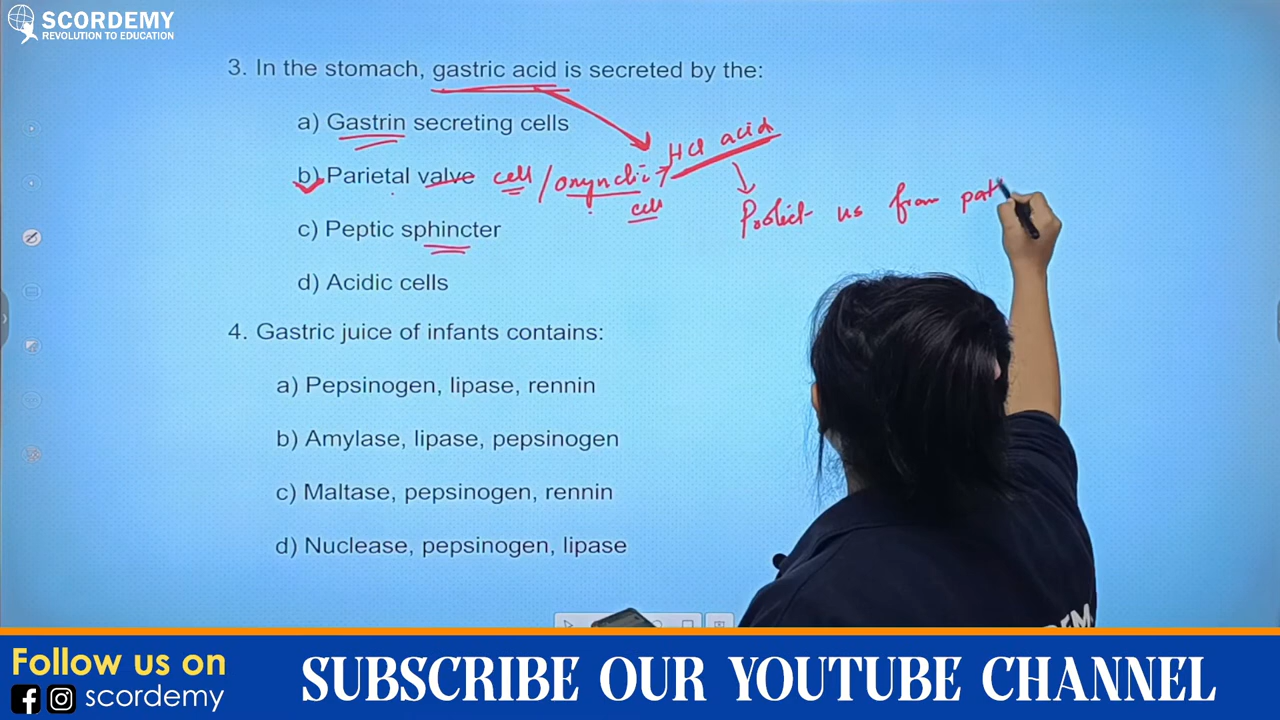 SCORDEMY
REVOLUTION TO EDUCATION
3. In the stomach, gastric acid is secreted by the:
a) Gastrin secreting cells
HCl acid
b) Parietal valve cell / oxynctic
cell
Protect us from pat
c) Peptic sphincter
d) Acidic cells
4. Gastric juice of infants contains:
a) Pepsinogen, lipase, rennin
b) Amylase, lipase, pepsinogen
c) Maltase, pepsinogen, rennin
d) Nuclease, pepsinogen, lipase
Follow us on
scordemy
SUBSCRIBE OUR YOUTUBE CHANNEL